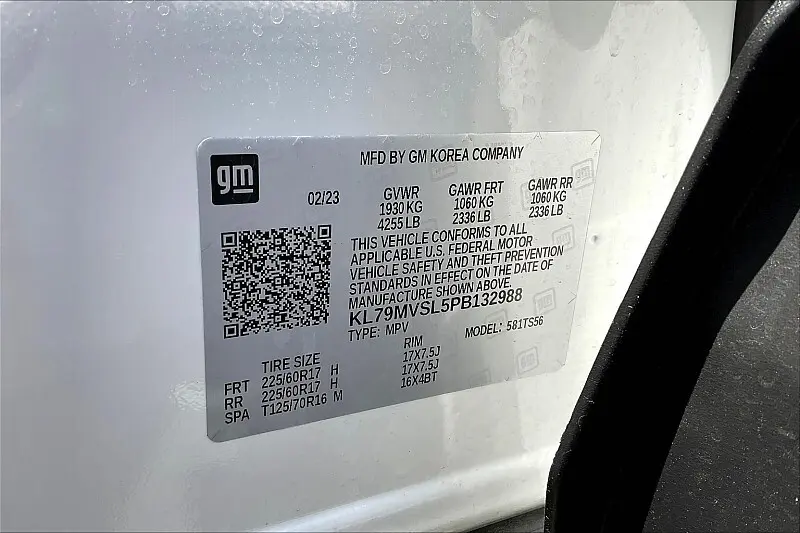 gm
MFD BY GM KOREA COMPANY
02/23
GVWR GAWR FRT GAWR RR
1930 KG 1060 KG 1060 KG
4255 LB 2336 LB 2336 LB
THIS VEHICLE CONFORMS TO ALL
APPLICABLE U.S. FEDERAL MOTOR
VEHICLE SAFETY AND THEFT PREVENTION
STANDARDS IN EFFECT ON THE DATE OF
MANUFACTURE SHOWN ABOVE.
KL79MVSL5PB132988
TYPE: MPV MODEL: 581TS56
TIRE SIZE RIM
FRT 225/60R17 H 17X7.5J
RR 225/60R17 H 17X7.5J
SPA T125/70R16 M 16X4BT